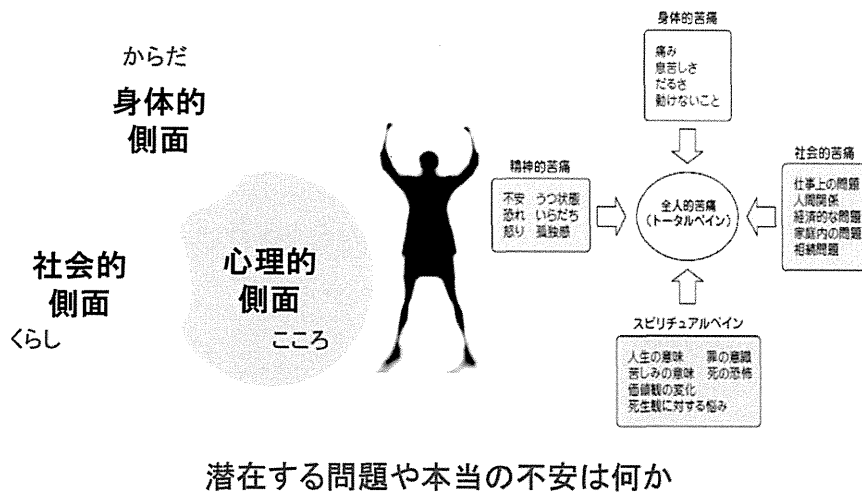 からだ
身体的
側面
社会的
側面
くらし
心理的
側面
こころ
身体的苦痛
痛み
息苦しさ
だるさ
動けないこと
精神的苦痛
不安 うつ状態
恐れ いらだち
怒り 孤独感
全人的苦痛
(トータルペイン)
社会的苦痛
仕事上の問題
人間関係
経済的な問題
家庭内の問題
相続問題
スピリチュアルペイン
人生の意味 罪の意識
苦しみの意味 死の恐怖
価値観の変化
死生観に対する悩み
潜在する問題や本当の不安は何か